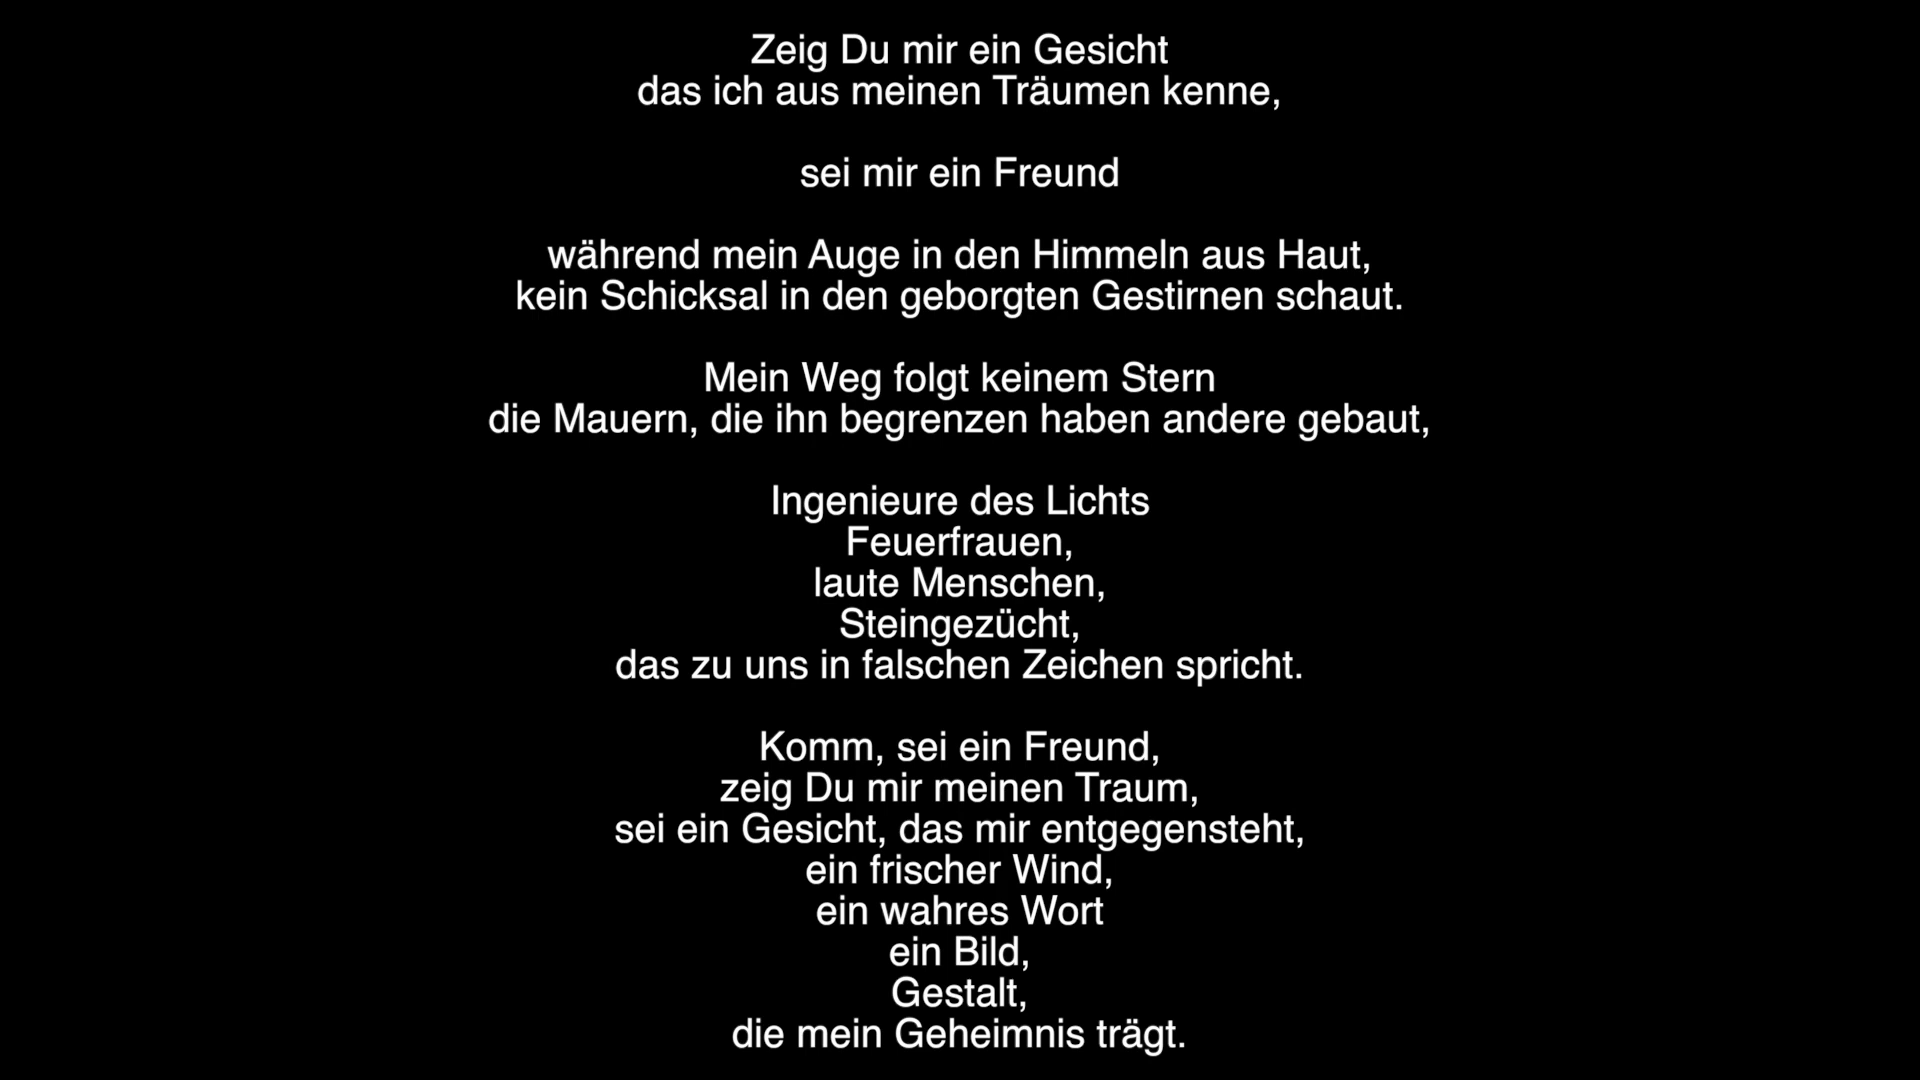 Zeig Du mir ein Gesicht
das ich aus meinen Träumen kenne,
sei mir ein Freund
während mein Auge in den Himmeln aus Haut,
kein Schicksal in den geborgten Gestirnen schaut.
Mein Weg folgt keinem Stern
die Mauern, die ihn begrenzen haben andere gebaut,
Ingenieure des Lichts
Feuerfrauen,
laute Menschen,
Steingezücht,
das zu uns in falschen Zeichen spricht.
Komm, sei ein Freund,
zeig Du mir meinen Traum,
sei ein Gesicht, das mir entgegensteht,
ein frischer Wind,
ein wahres Wort
ein Bild,
Gestalt,
die mein Geheimnis trägt.